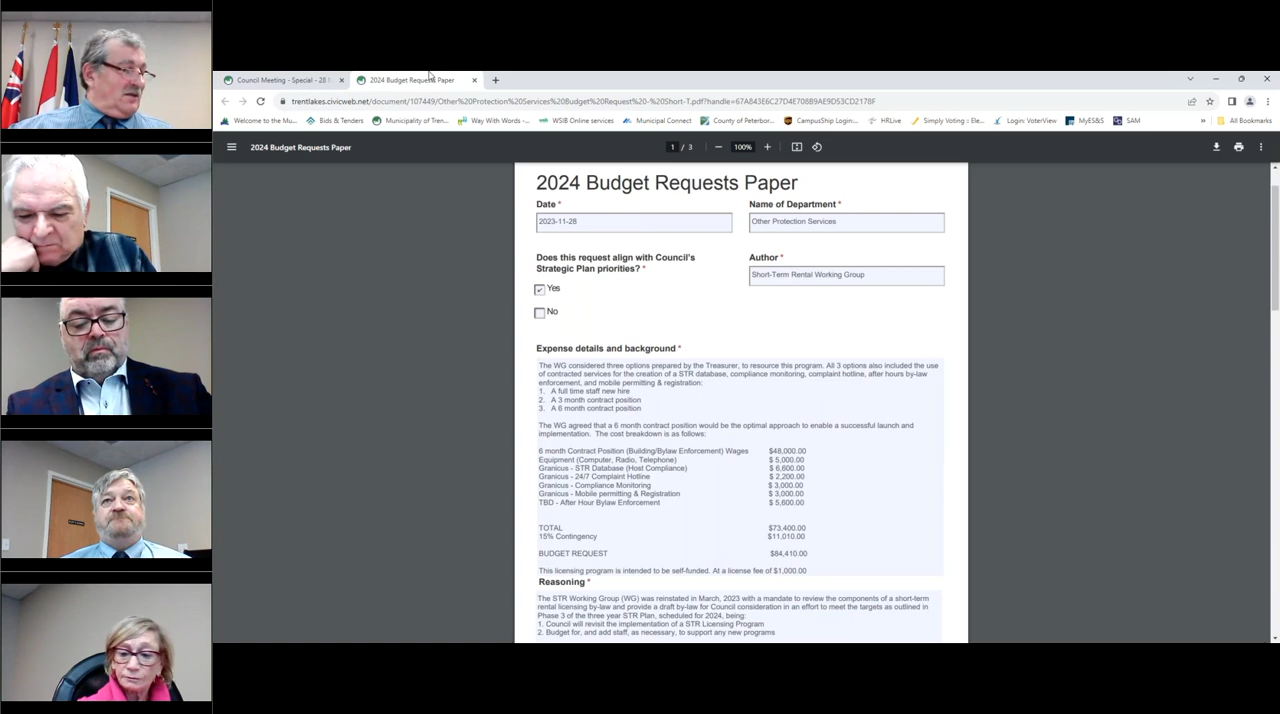 Council Meeting - Special - 28
2024 Budget Requests Paper
trentlakes.civicweb.net/document/107449/Other%20Protection%20Services%20Budget%20Request%20-%20Short-T.pdf?handle=67A843E6C27D4E708B9AE9D53CD2178F
Welcome to the Mu...
Bids & Tenders
Municipality of Tren...
Way With Words -...
WSIB Online services
Municipal Connect
County of Peterbor...
CampusShip Login:...
HRLive
Simply Voting :: Ele...
Login: VoterView
MyES&S
SAM
»
All Bookmarks
2024 Budget Requests Paper
1 / 3
100%
2024 Budget Requests Paper
Date *
Name of Department *
2023-11-28
Other Protection Services
Does this request align with Council's
Strategic Plan priorities? *
Author *
Short-Term Rental Working Group
Yes
No
Expense details and background *
The WG considered three options prepared by the Treasurer, to resource this program. All 3 options also included the use
of contracted services for the creation of a STR database, compliance monitoring, complaint hotline, after hours by-law
enforcement, and mobile permitting & registration:
1. A full time staff new hire
2. A 3 month contract position
3. A 6 month contract position
The WG agreed that a 6 month contract position would be the optimal approach to enable a successful launch and
implementation. The cost breakdown is as follows:
6 month Contract Position (Building/Bylaw Enforcement) Wages $48,000.00
Equipment (Computer, Radio, Telephone) $ 5,000.00
Granicus - STR Database (Host Compliance) $ 6,600.00
Granicus - 24/7 Complaint Hotline $ 2,200.00
Granicus - Compliance Monitoring $ 3,000.00
Granicus - Mobile permitting & Registration $ 3,000.00
TBD - After Hour Bylaw Enforcement $ 5,600.00
TOTAL $73,400.00
15% Contingency $11,010.00
BUDGET REQUEST $84,410.00
This licensing program is intended to be self-funded. At a license fee of $1,000.00
Reasoning *
The STR Working Group (WG) was reinstated in March, 2023 with a mandate to review the components of a short-term
rental licensing by-law and provide a draft by-law for Council consideration in an effort to meet the targets as outlined in
Phase 3 of the three year STR Plan, scheduled for 2024, being:
1. Council will revisit the implementation of a STR Licensing Program
2. Budget for, and add staff, as necessary, to support any new programs